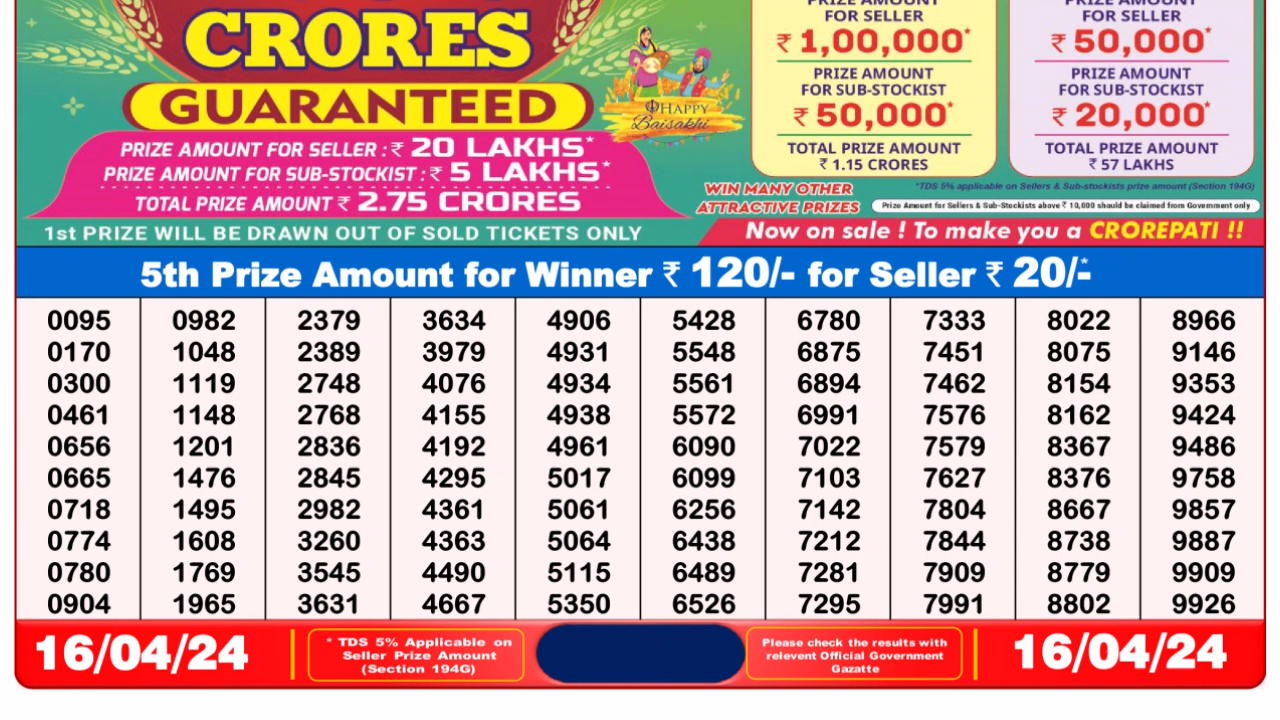 CRORES
GUARANTEED
PRIZE AMOUNT FOR SELLER : ₹ 20 LAKHS*
PRIZE AMOUNT FOR SUB-STOCKIST : ₹ 5 LAKHS*
TOTAL PRIZE AMOUNT ₹ 2.75 CRORES
1st PRIZE WILL BE DRAWN OUT OF SOLD TICKETS ONLY
HAPPY
Baisakhi
PRIZE AMOUNT
FOR SELLER
₹ 1,00,000*
PRIZE AMOUNT
FOR SUB-STOCKIST
₹ 50,000*
TOTAL PRIZE AMOUNT
₹ 1.15 CRORES
PRIZE AMOUNT
FOR SELLER
₹ 50,000*
PRIZE AMOUNT
FOR SUB-STOCKIST
₹ 20,000*
TOTAL PRIZE AMOUNT
₹ 57 LAKHS
WIN MANY OTHER
ATTRACTIVE PRIZES
*TDS 5% applicable on Sellers & Sub-stockists prize amount (Section 194G)
Prize Amount for Sellers & Sub-Stockists above ₹ 10,000 should be claimed from Government only
Now on sale ! To make you a CROREPATI !!
5th Prize Amount for Winner ₹ 120/- for Seller ₹ 20/-*
0095 0982 2379 3634 4906 5428 6780 7333 8022 8966
0170 1048 2389 3979 4931 5548 6875 7451 8075 9146
0300 1119 2748 4076 4934 5561 6894 7462 8154 9353
0461 1148 2768 4155 4938 5572 6991 7576 8162 9424
0656 1201 2836 4192 4961 6090 7022 7579 8367 9486
0665 1476 2845 4295 5017 6099 7103 7627 8376 9758
0718 1495 2982 4361 5061 6256 7142 7804 8667 9857
0774 1608 3260 4363 5064 6438 7212 7844 8738 9887
0780 1769 3545 4490 5115 6489 7281 7909 8779 9909
0904 1965 3631 4667 5350 6526 7295 7991 8802 9926
16/04/24
* TDS 5% Applicable on
Seller Prize Amount
(Section 194G)
Please check the results with
relevent Official Government
Gazatte
16/04/24